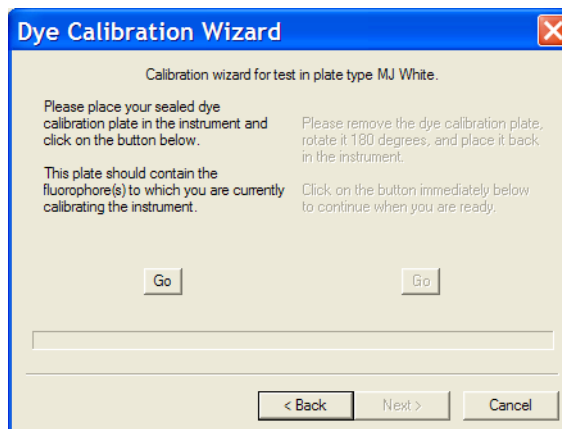 Dye Calibration Wizard
Calibration wizard for test in plate type MJ White.
Please place your sealed dye
calibration plate in the instrument and
click on the button below.
This plate should contain the
fluorophore(s) to which you are currently
calibrating the instrument.
Please remove the dye calibration plate,
rotate it 180 degrees, and place it back
in the instrument.
Click on the button immediately below
to continue when you are ready.
Go
Go
< Back
Next >
Cancel